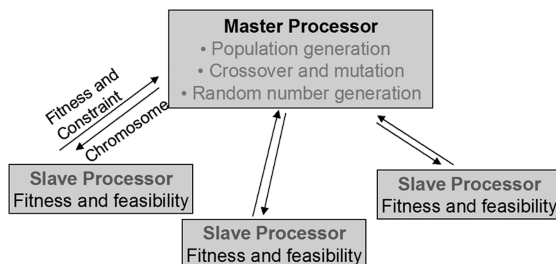 Master Processor
• Population generation
• Crossover and mutation
• Random number generation
Fitness and
Constraint
Chromosome
Slave Processor
Fitness and feasibility
Slave Processor
Fitness and feasibility
Slave Processor
Fitness and feasibility